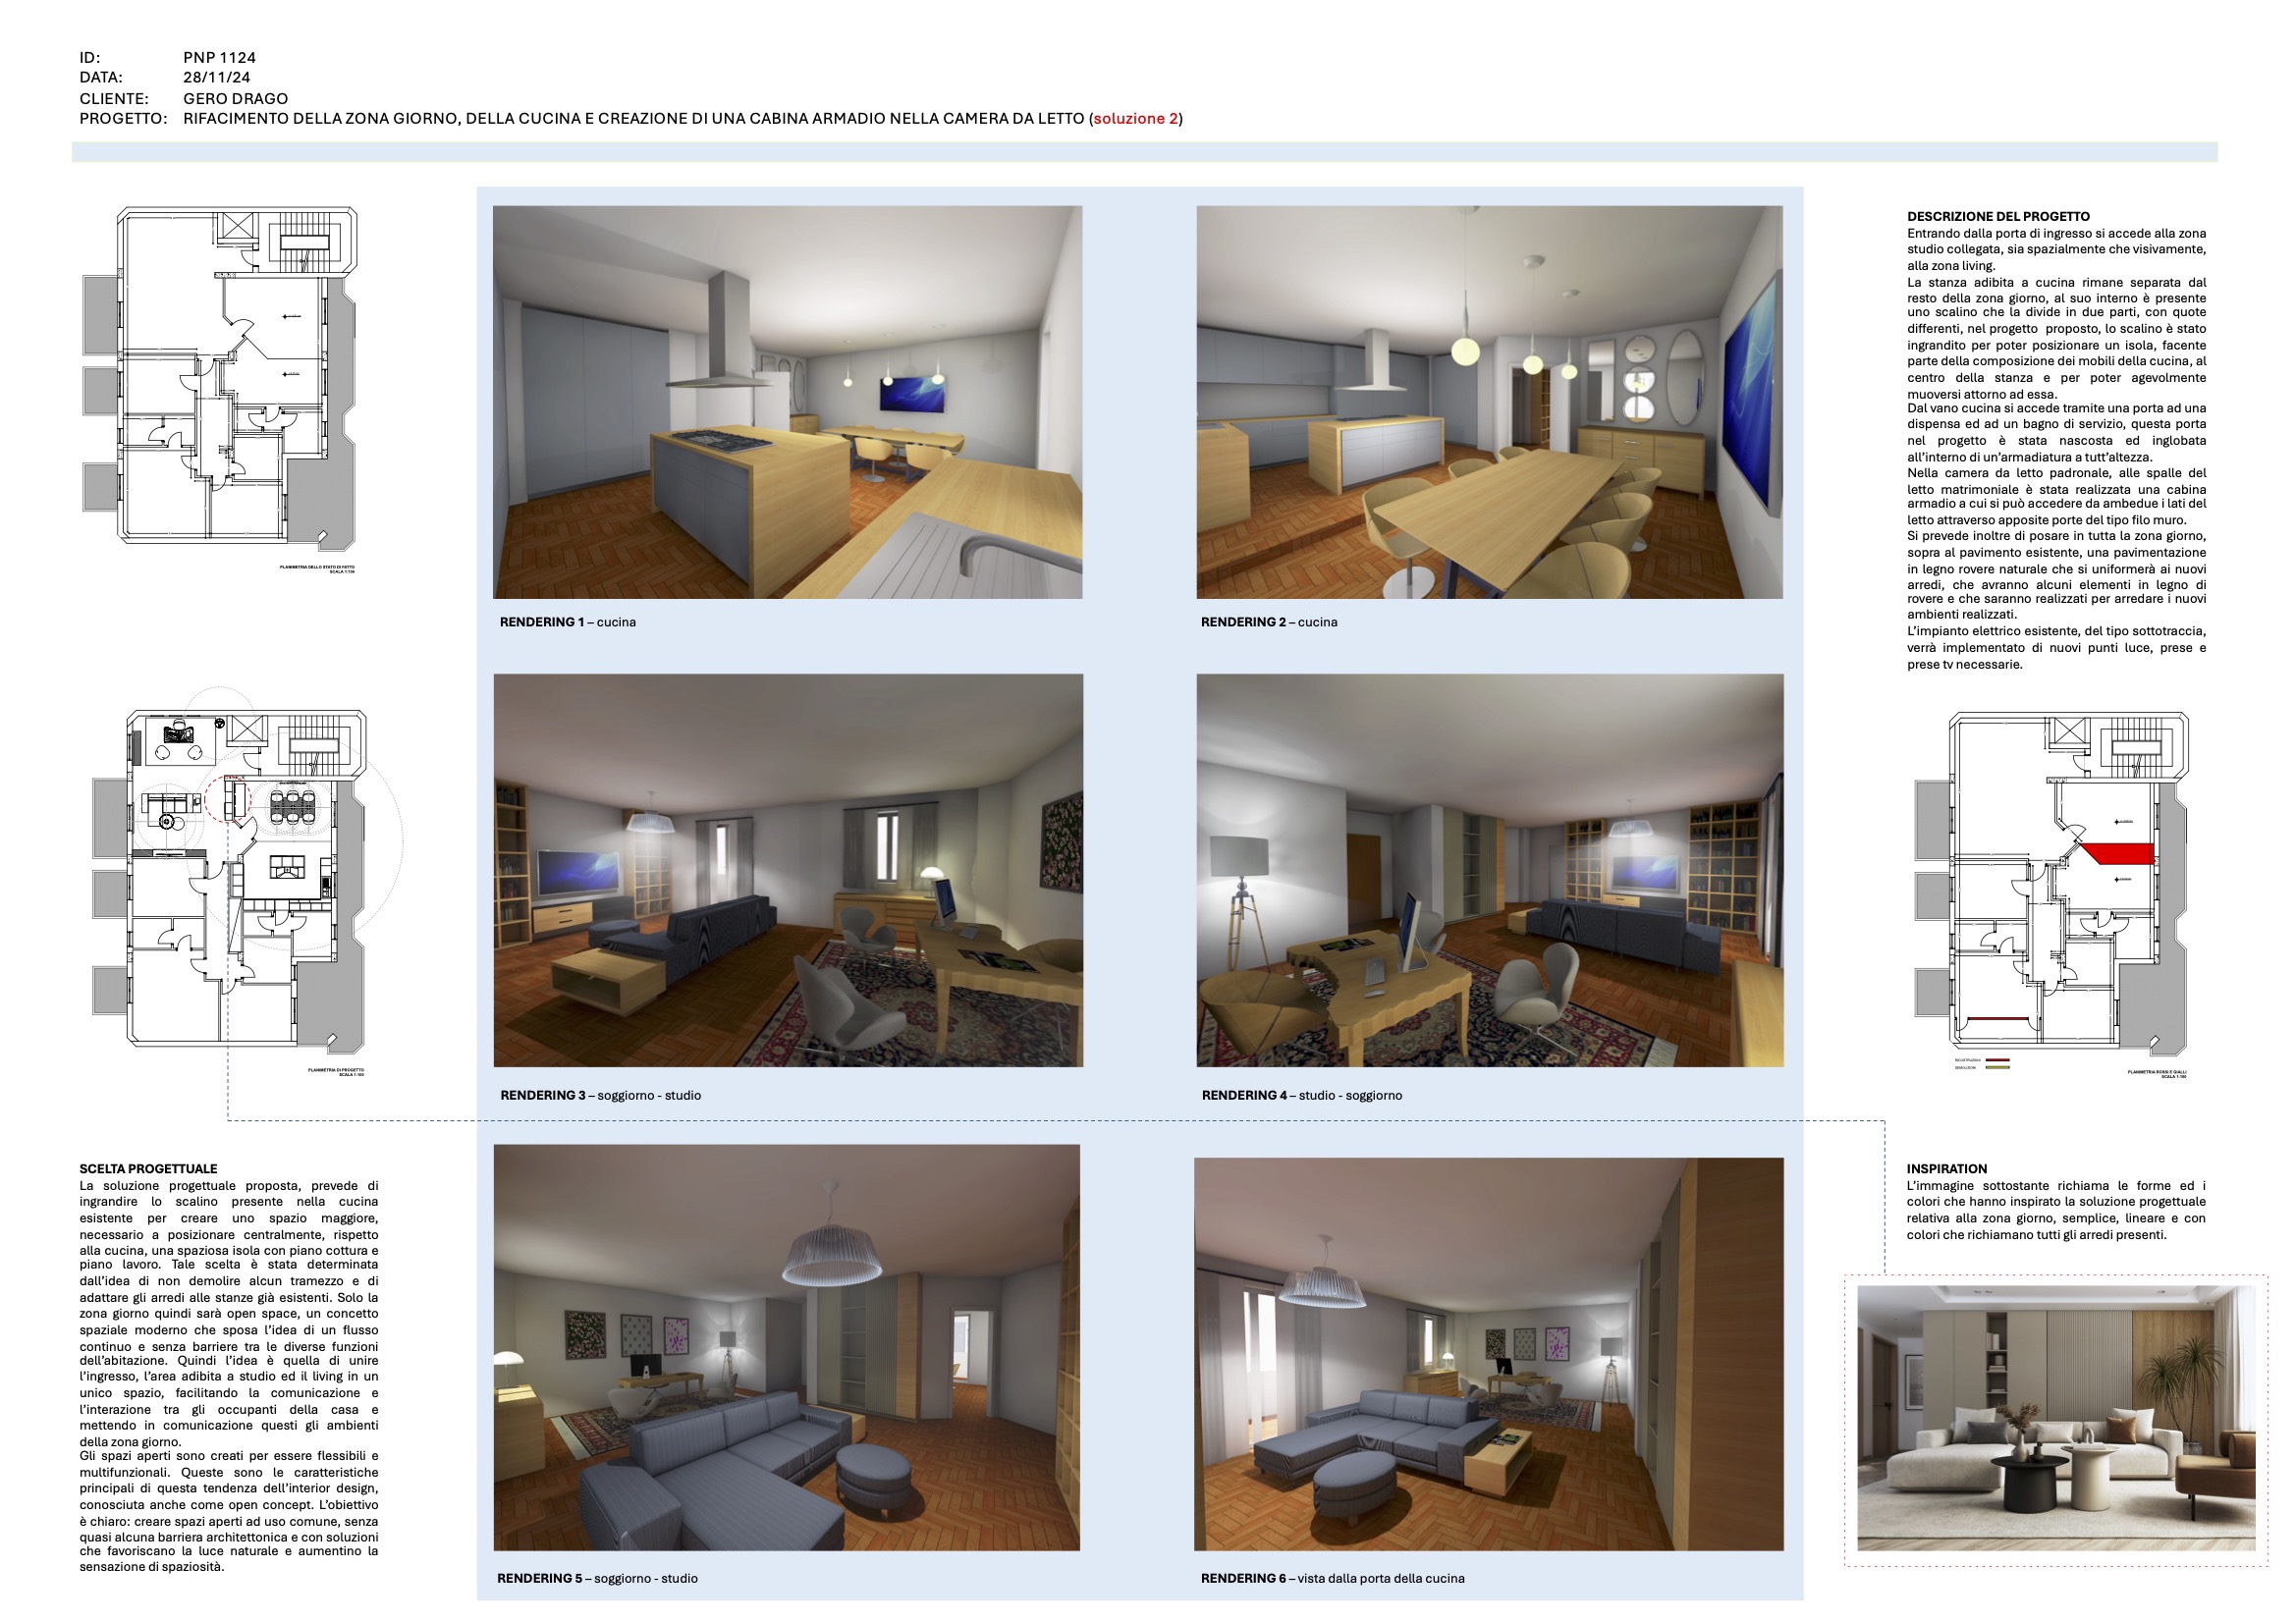 ID: PNP 1124
DATA: 28/11/24
CLIENTE: GERO DRAGO
PROGETTO: RIFACIMENTO DELLA ZONA GIORNO, DELLA CUCINA E CREAZIONE DI UNA CABINA ARMADIO NELLA CAMERA DA LETTO (soluzione 2)
PLANIMETRIA DELLO STATO DI FATTO
SCALA 1:100
RENDERING 1 – cucina
RENDERING 2 – cucina
DESCRIZIONE DEL PROGETTO
Entrando dalla porta di ingresso si accede alla zona
studio collegata, sia spazialmente che visivamente,
alla zona living.
La stanza adibita a cucina rimane separata dal
resto della zona giorno, al suo interno è presente
uno scalino che la divide in due parti, con quote
differenti, nel progetto proposto, lo scalino è stato
ingrandito per poter posizionare un isola, facente
parte della composizione dei mobili della cucina, al
centro della stanza e per poter agevolmente
muoversi attorno ad essa.
Dal vano cucina si accede tramite una porta ad una
dispensa ed ad un bagno di servizio, questa porta
nel progetto è stata nascosta ed inglobata
all'interno di un'armadiatura a tutt'altezza.
Nella camera da letto padronale, alle spalle del
letto matrimoniale è stata realizzata una cabina
armadio a cui si può accedere da ambedue i lati del
letto attraverso apposite porte del tipo filo muro.
Si prevede inoltre di posare in tutta la zona giorno,
sopra al pavimento esistente, una pavimentazione
in legno rovere naturale che si uniformerà ai nuovi
arredi, che avranno alcuni elementi in legno di
rovere e che saranno realizzati per arredare i nuovi
ambienti realizzati.
L'impianto elettrico esistente, del tipo sottotraccia,
verrà implementato di nuovi punti luce, prese e
prese tv necessarie.
PLANIMETRIA DI PROGETTO
SCALA 1:100
RENDERING 3 – soggiorno - studio
RENDERING 4 – studio - soggiorno
PLANIMETRIA ROSSI E GIALLI
SCALA 1:100
SCELTA PROGETTUALE
La soluzione progettuale proposta, prevede di
ingrandire lo scalino presente nella cucina
esistente per creare uno spazio maggiore,
necessario a posizionare centralmente, rispetto
alla cucina, una spaziosa isola con piano cottura e
piano lavoro. Tale scelta è stata determinata
dall'idea di non demolire alcun tramezzo e di
adattare gli arredi alle stanze già esistenti. Solo la
zona giorno quindi sarà open space, un concetto
spaziale moderno che sposa l'idea di un flusso
continuo e senza barriere tra le diverse funzioni
dell'abitazione. Quindi l'idea è quella di unire
l'ingresso, l'area adibita a studio ed il living in un
unico spazio, facilitando la comunicazione e
l'interazione tra gli occupanti della casa e
mettendo in comunicazione questi gli ambienti
della zona giorno.
Gli spazi aperti sono creati per essere flessibili e
multifunzionali. Queste sono le caratteristiche
principali di questa tendenza dell'interior design,
conosciuta anche come open concept. L'obiettivo
è chiaro: creare spazi aperti ad uso comune, senza
quasi alcuna barriera architettonica e con soluzioni
che favoriscano la luce naturale e aumentino la
sensazione di spaziosità.
RENDERING 5 – soggiorno - studio
RENDERING 6 – vista dalla porta della cucina
INSPIRATION
L'immagine sottostante richiama le forme ed i
colori che hanno inspirato la soluzione progettuale
relativa alla zona giorno, semplice, lineare e con
colori che richiamano tutti gli arredi presenti.